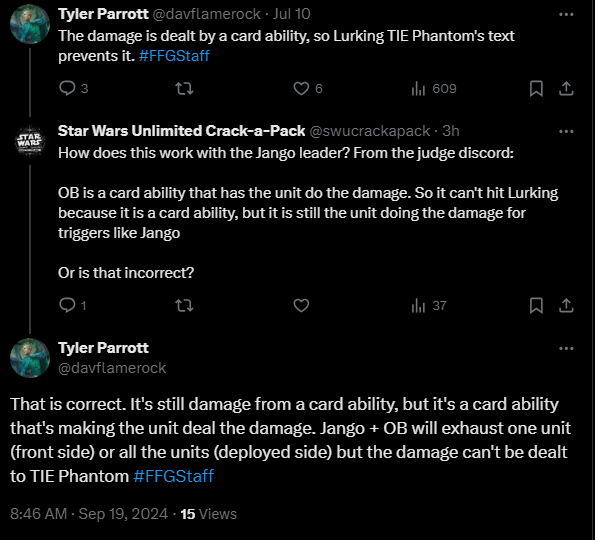 Tyler Parrott @davflamerock · Jul 10
The damage is dealt by a card ability, so Lurking TIE Phantom's text
prevents it. #FFGStaff
3 6 609
STAR WARS
Star Wars Unlimited Crack-a-Pack @swucrackapack · 3h
How does this work with the Jango leader? From the judge discord:
OB is a card ability that has the unit do the damage. So it can't hit Lurking
because it is a card ability, but it is still the unit doing the damage for
triggers like Jango
Or is that incorrect?
1 37
Tyler Parrott
@davflamerock
That is correct. It's still damage from a card ability, but it's a card ability
that's making the unit deal the damage. Jango + OB will exhaust one unit
(front side) or all the units (deployed side) but the damage can't be dealt
to TIE Phantom #FFGStaff
8:46 AM · Sep 19, 2024 · 15 Views